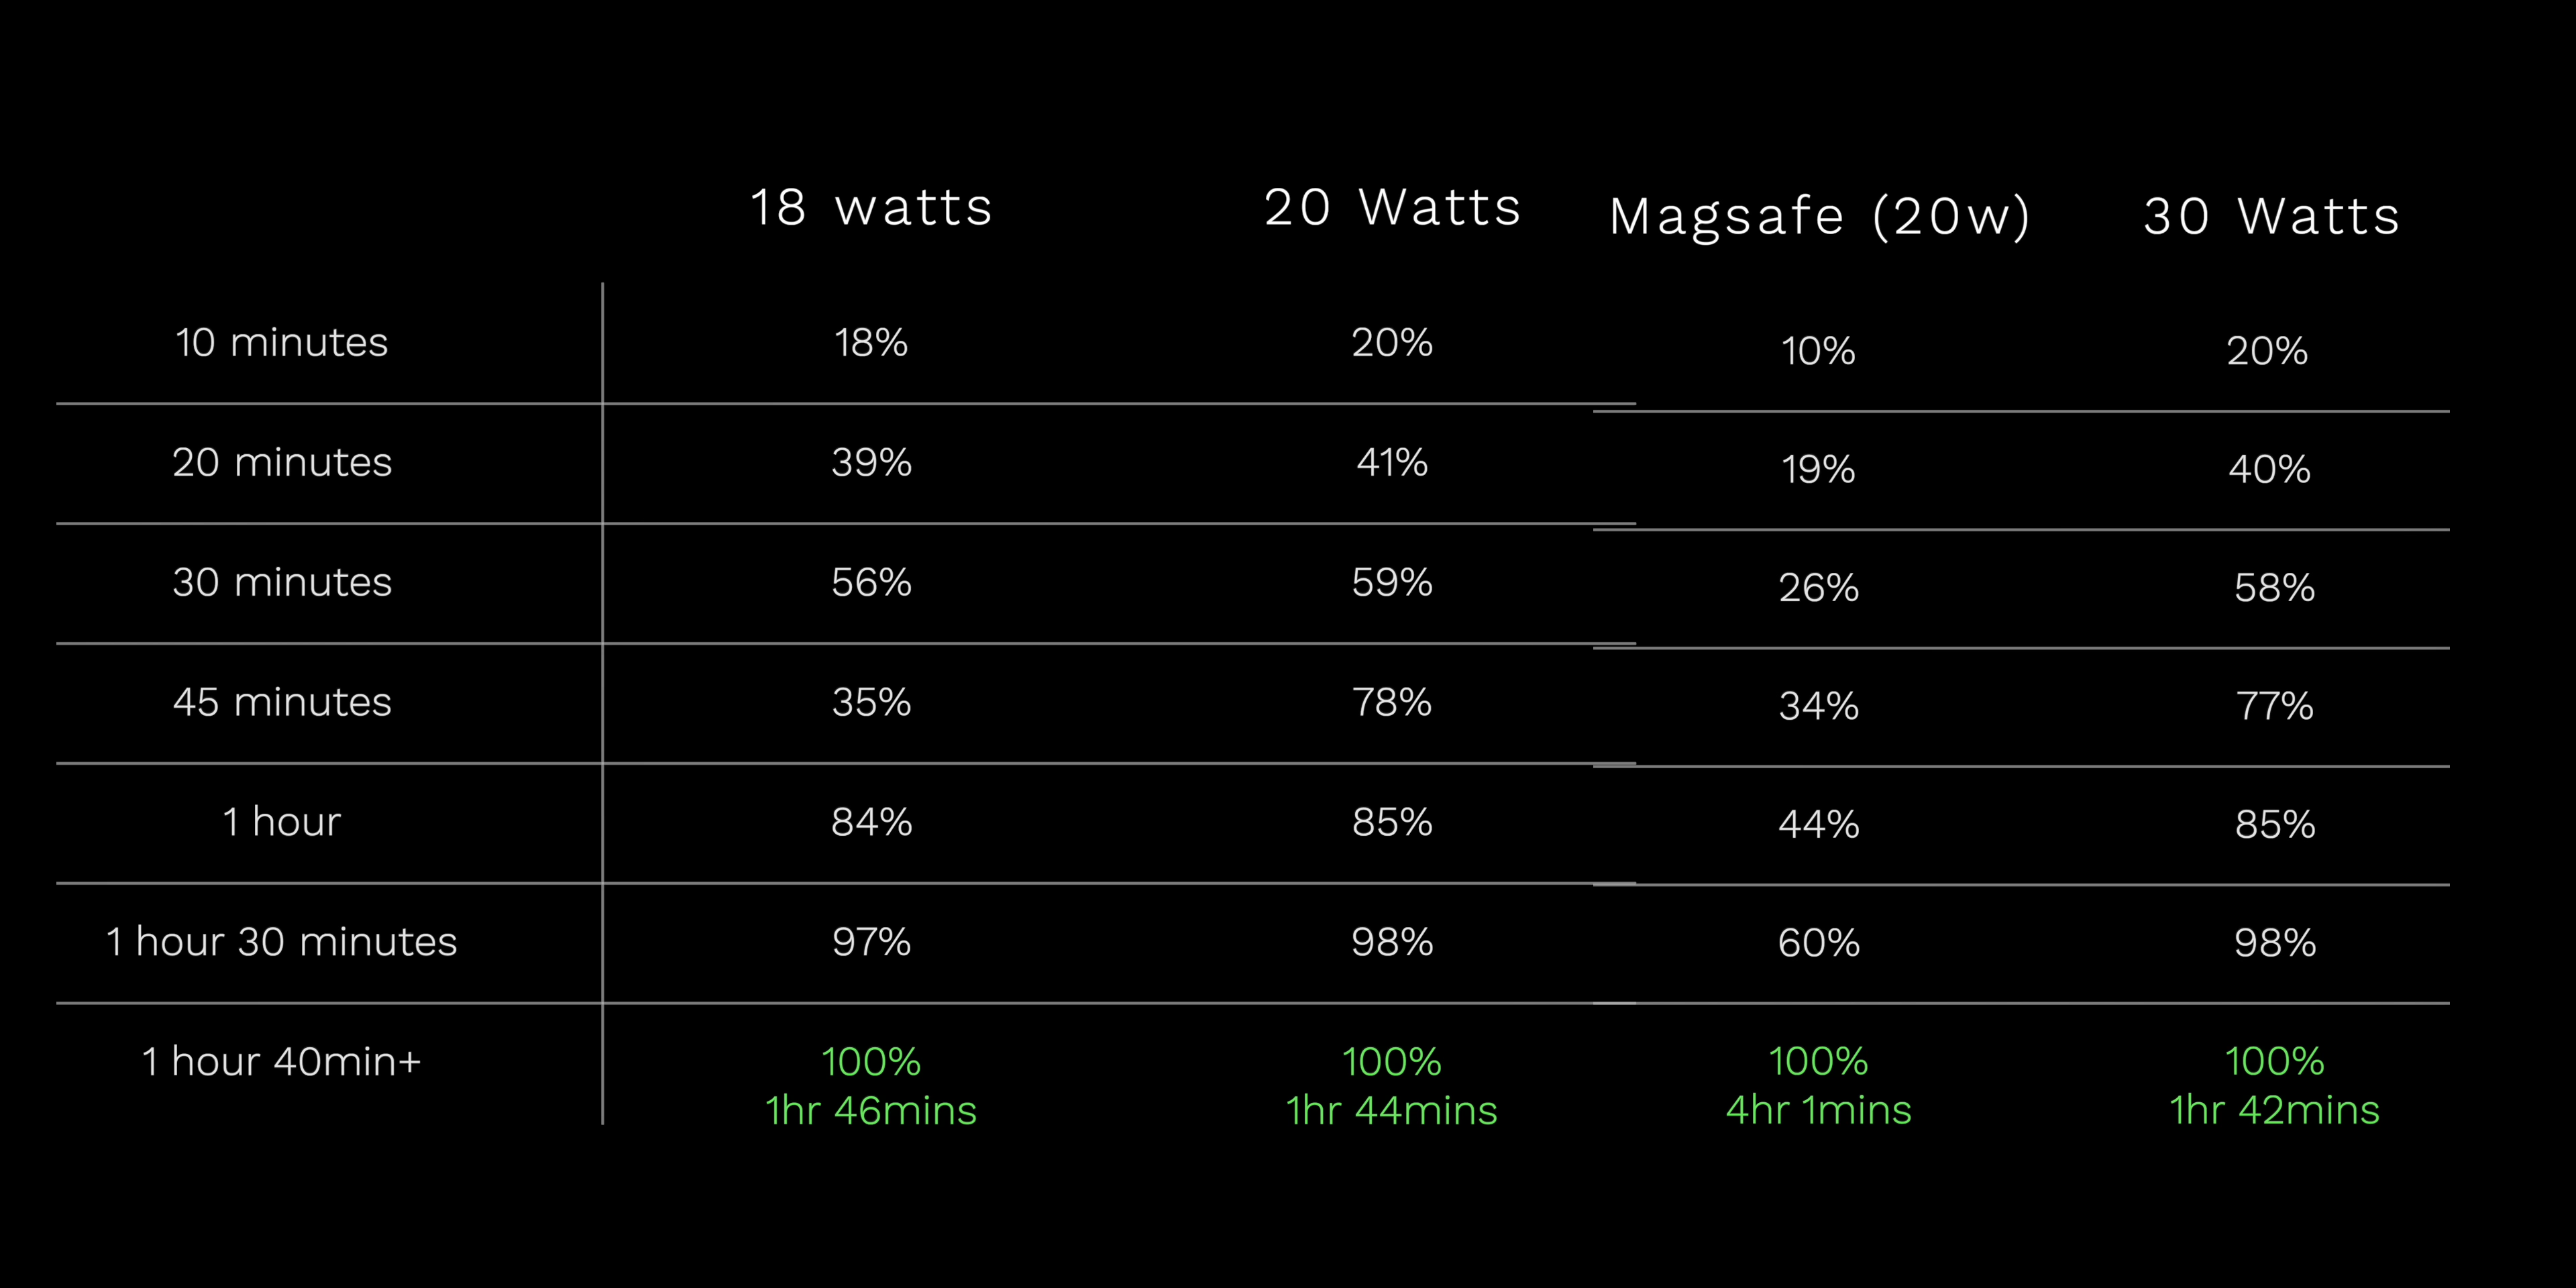 18 watts 20 Watts Magsafe (20w) 30 Watts
10 minutes 18% 20% 10% 20%
20 minutes 39% 41% 19% 40%
30 minutes 56% 59% 26% 58%
45 minutes 35% 78% 34% 77%
1 hour 84% 85% 44% 85%
1 hour 30 minutes 97% 98% 60% 98%
1 hour 40min+ 100% 100% 100% 100%
1hr 46mins 1hr 44mins 4hr 1mins 1hr 42mins